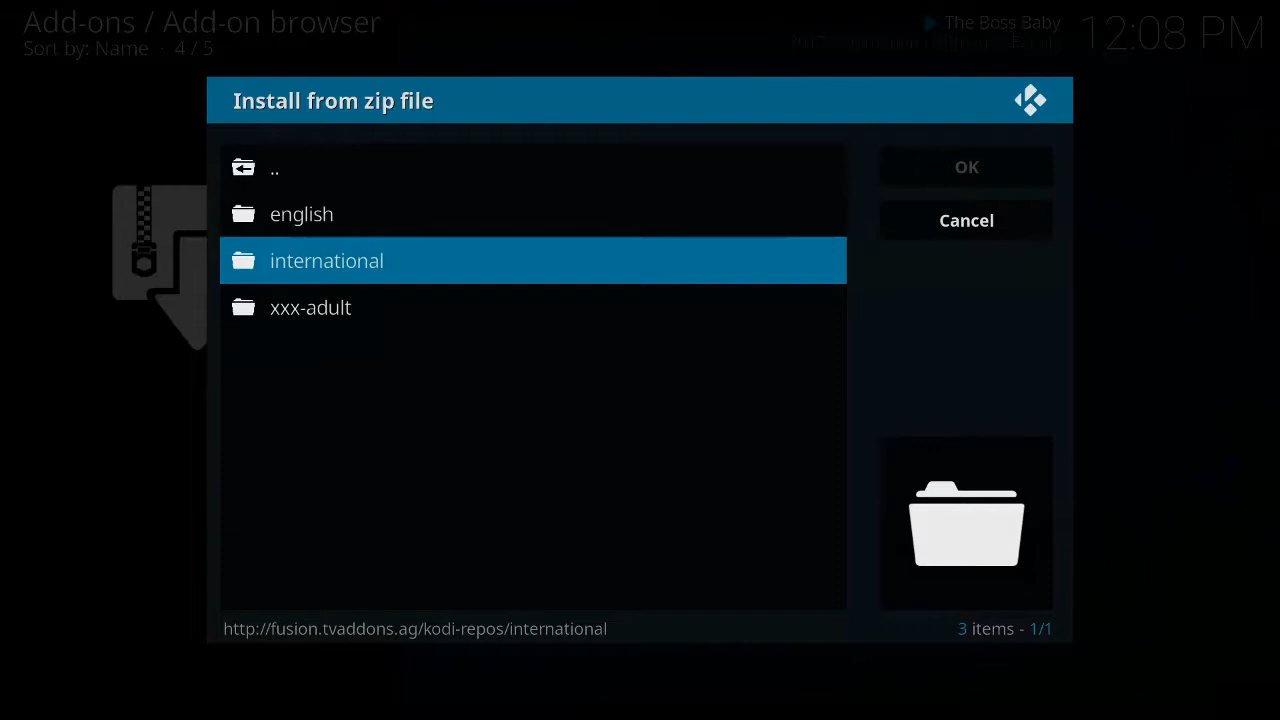 Add-ons / Add-on browser
Sort by: Name · 4 / 5
The Boss Baby
12:08 PM
Install from zip file
..
english
international
xxx-adult
OK
Cancel
http://fusion.tvaddons.ag/kodi-repos/international
3 items - 1/1